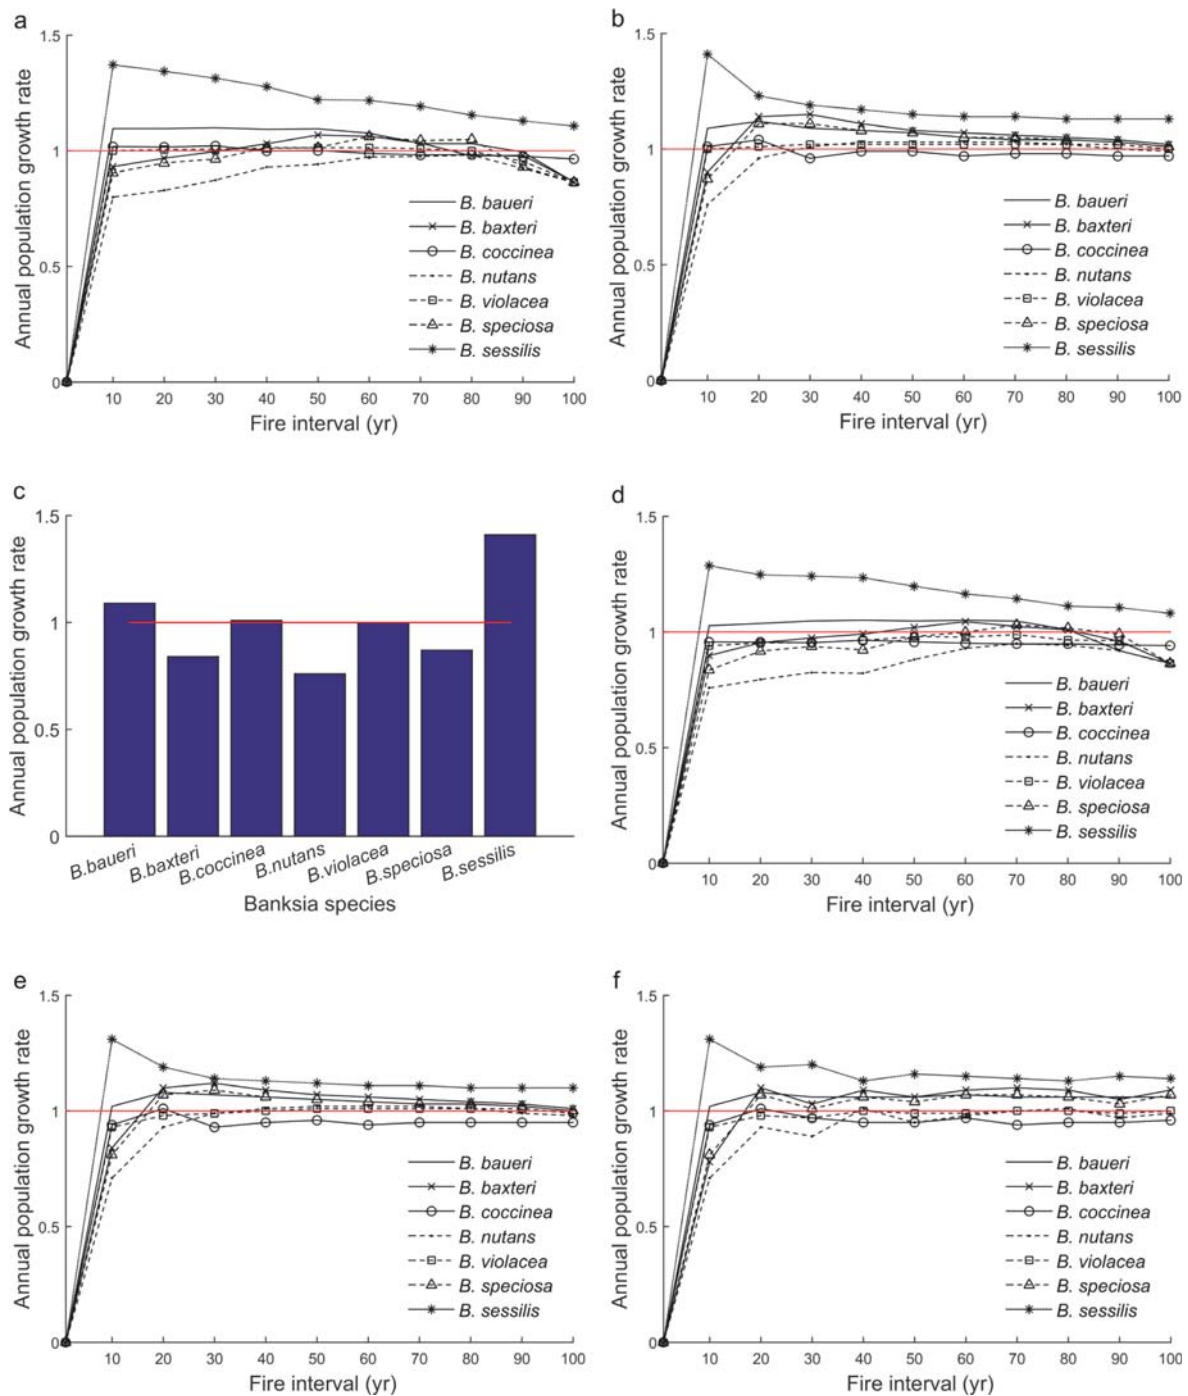 a
Annual population growth rate
1.5
1
0.5
0
B. baueri
B. baxteri
B. coccinea
B. nutans
B. violacea
B. speciosa
B. sessilis
10 20 30 40 50 60 70 80 90 100
Fire interval (yr)
b
Annual population growth rate
1.5
1
0.5
0
B. baueri
B. baxteri
B. coccinea
B. nutans
B. violacea
B. speciosa
B. sessilis
10 20 30 40 50 60 70 80 90 100
Fire interval (yr)
c
Annual population growth rate
1.5
1
0.5
0
B.baueri
B.baxteri
B.coccinea
B.nutans
B.violacea
B.speciosa
B.sessilis
Banksia species
d
Annual population growth rate
1.5
1
0.5
0
B. baueri
B. baxteri
B. coccinea
B. nutans
B. violacea
B. speciosa
B. sessilis
10 20 30 40 50 60 70 80 90 100
Fire interval (yr)
e
Annual population growth rate
1.5
1
0.5
0
B. baueri
B. baxteri
B. coccinea
B. nutans
B. violacea
B. speciosa
B. sessilis
10 20 30 40 50 60 70 80 90 100
Fire interval (yr)
f
Annual population growth rate
1.5
1
0.5
0
B. baueri
B. baxteri
B. coccinea
B. nutans
B. violacea
B. speciosa
B. sessilis
10 20 30 40 50 60 70 80 90 100
Fire interval (yr)